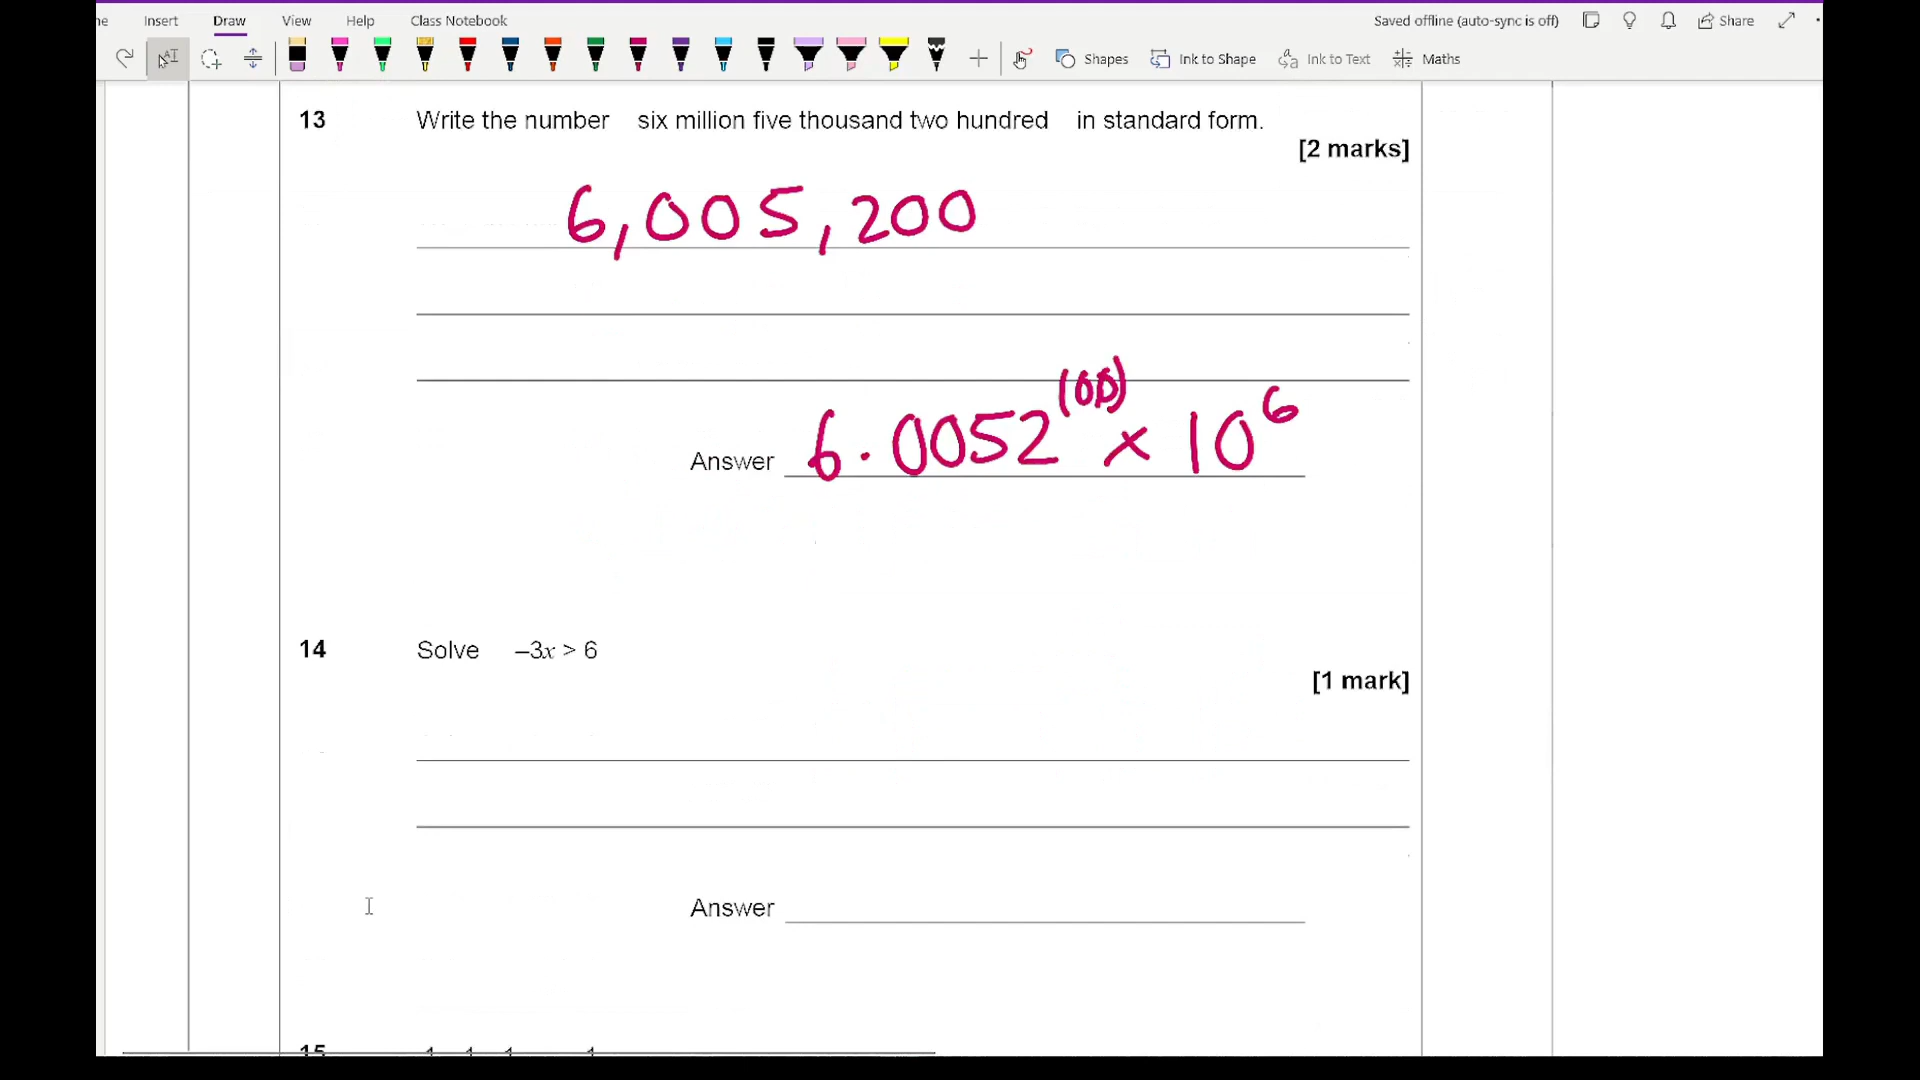 Insert Draw View Help Class Notebook Saved offline (auto-sync is off) Share
Shapes Ink to Shape Ink to Text Maths
13 Write the number six million five thousand two hundred in standard form.
[2 marks]
6,005,200
Answer 6.0052(00) × 10⁶
14 Solve –3x > 6
[1 mark]
Answer